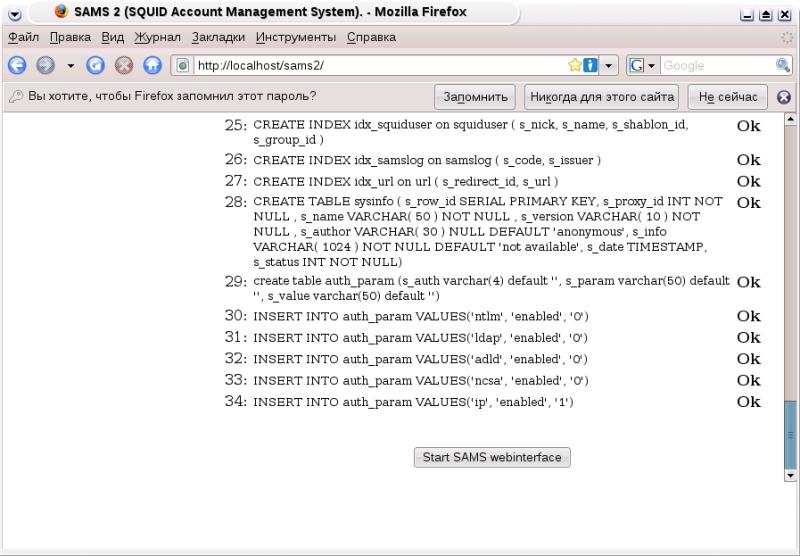 SAMS 2 (SQUID Account Management System). - Mozilla Firefox
Файл Правка Вид Журнал Закладки Инструменты Справка
http://localhost/sams2/
G Google
Вы хотите, чтобы Firefox запомнил этот пароль? Запомнить Никогда для этого сайта Не сейчас
25: CREATE INDEX idx_squiduser on squiduser ( s_nick, s_name, s_shablon_id, Ok
s_group_id )
26: CREATE INDEX idx_samslog on samslog ( s_code, s_issuer ) Ok
27: CREATE INDEX idx_url on url ( s_redirect_id, s_url ) Ok
28: CREATE TABLE sysinfo ( s_row_id SERIAL PRIMARY KEY, s_proxy_id INT NOT Ok
NULL , s_name VARCHAR( 50 ) NOT NULL , s_version VARCHAR( 10 ) NOT
NULL , s_author VARCHAR( 30 ) NULL DEFAULT 'anonymous', s_info
VARCHAR( 1024 ) NOT NULL DEFAULT 'not available', s_date TIMESTAMP,
s_status INT NOT NULL)
29: create table auth_param (s_auth varchar(4) default '', s_param varchar(50) default Ok
'', s_value varchar(50) default '')
30: INSERT INTO auth_param VALUES('ntlm', 'enabled', '0') Ok
31: INSERT INTO auth_param VALUES('ldap', 'enabled', '0') Ok
32: INSERT INTO auth_param VALUES('adld', 'enabled', '0') Ok
33: INSERT INTO auth_param VALUES('ncsa', 'enabled', '0') Ok
34: INSERT INTO auth_param VALUES('ip', 'enabled', '1') Ok
Start SAMS webinterface